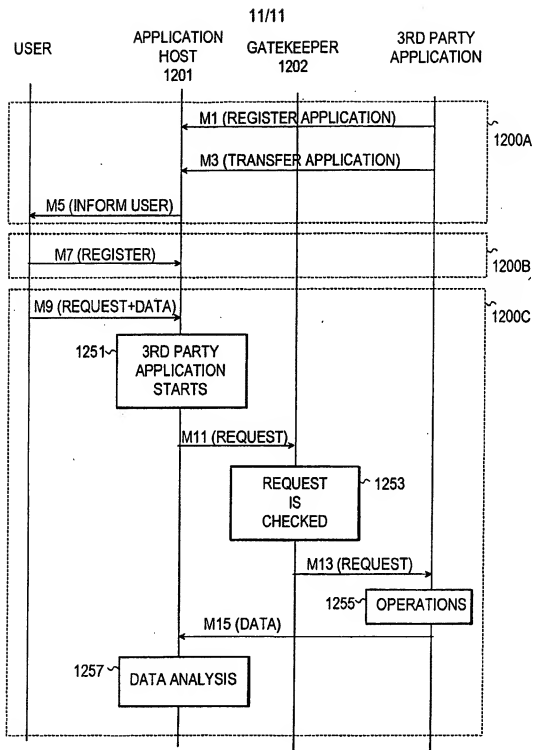 11/11
USER
APPLICATION
HOST
1201
GATEKEEPER
1202
3RD PARTY
APPLICATION
M1 (REGISTER APPLICATION)
1200A
M3 (TRANSFER APPLICATION)
M5 (INFORM USER)
M7 (REGISTER)
1200B
M9 (REQUEST+DATA)
1200C
1251
3RD PARTY
APPLICATION
STARTS
M11 (REQUEST)
REQUEST
IS
CHECKED
1253
M13 (REQUEST)
1255
OPERATIONS
M15 (DATA)
1257
DATA ANALYSIS